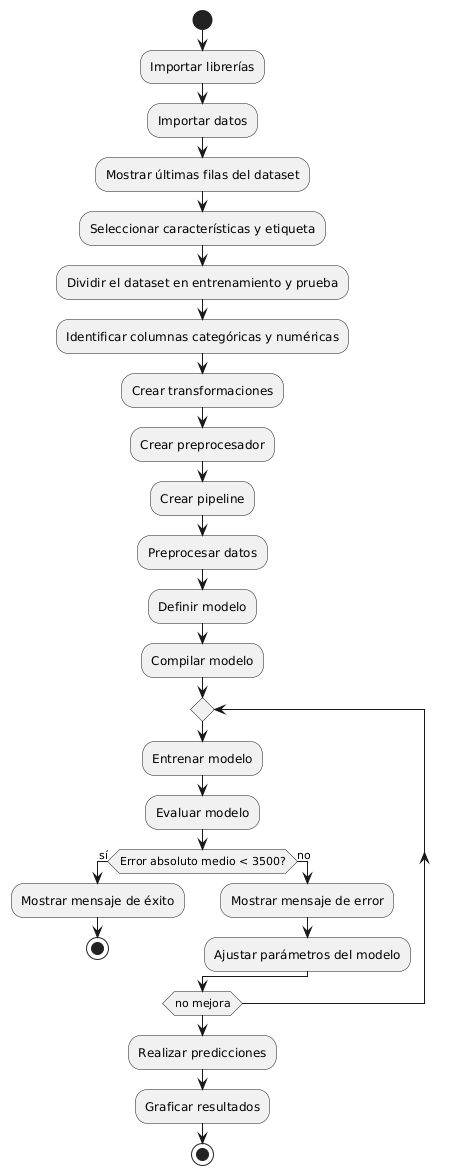 Importar librerías
Importar datos
Mostrar últimas filas del dataset
Seleccionar características y etiqueta
Dividir el dataset en entrenamiento y prueba
Identificar columnas categóricas y numéricas
Crear transformaciones
Crear preprocesador
Crear pipeline
Preprocesar datos
Definir modelo
Compilar modelo
Entrenar modelo
Evaluar modelo
sí
Error absoluto medio < 3500?
no
Mostrar mensaje de éxito
Mostrar mensaje de error
Ajustar parámetros del modelo
no mejora
Realizar predicciones
Graficar resultados